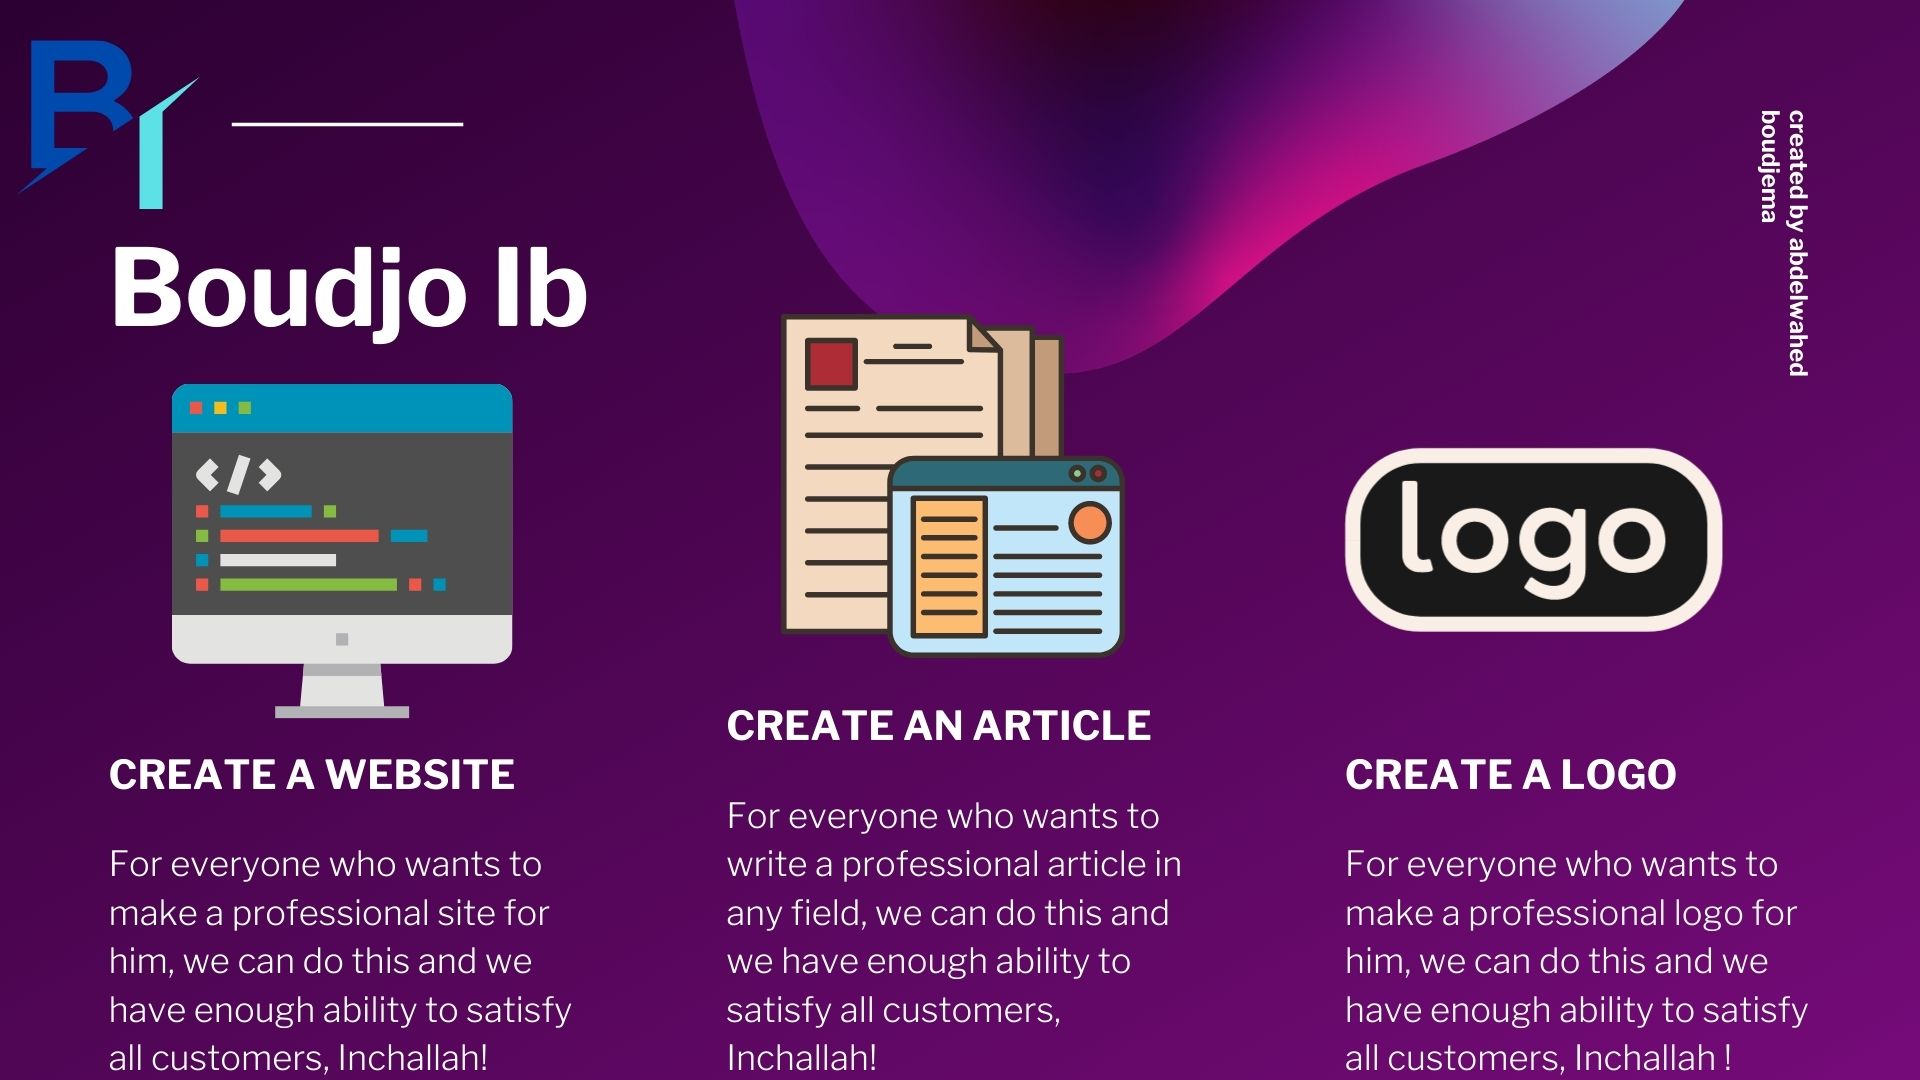 BI
Boudjo Ib
created by abdelwahed
boudjema
</>
CREATE A WEBSITE
For everyone who wants to
make a professional site for
him, we can do this and we
have enough ability to satisfy
all customers, Inchallah!
CREATE AN ARTICLE
For everyone who wants to
write a professional article in
any field, we can do this and
we have enough ability to
satisfy all customers,
Inchallah!
logo
CREATE A LOGO
For everyone who wants to
make a professional logo for
him, we can do this and we
have enough ability to satisfy
all customers, Inchallah !